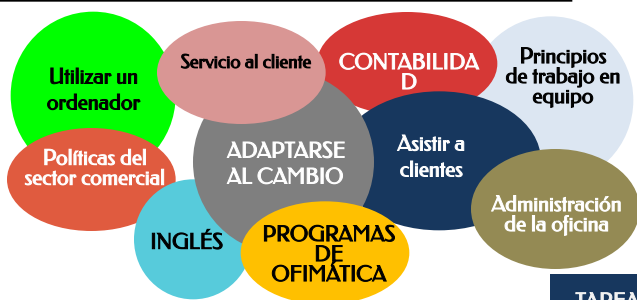 Utilizar un
ordenador
Servicio al cliente
CONTABILIDA
D
Principios
de trabajo en
equipo
Políticas del
sector comercial
ADAPTARSE
AL CAMBIO
Asistir a
clientes
Administración
de la oficina
INGLÉS
PROGRAMAS
DE
OFIMÁTICA